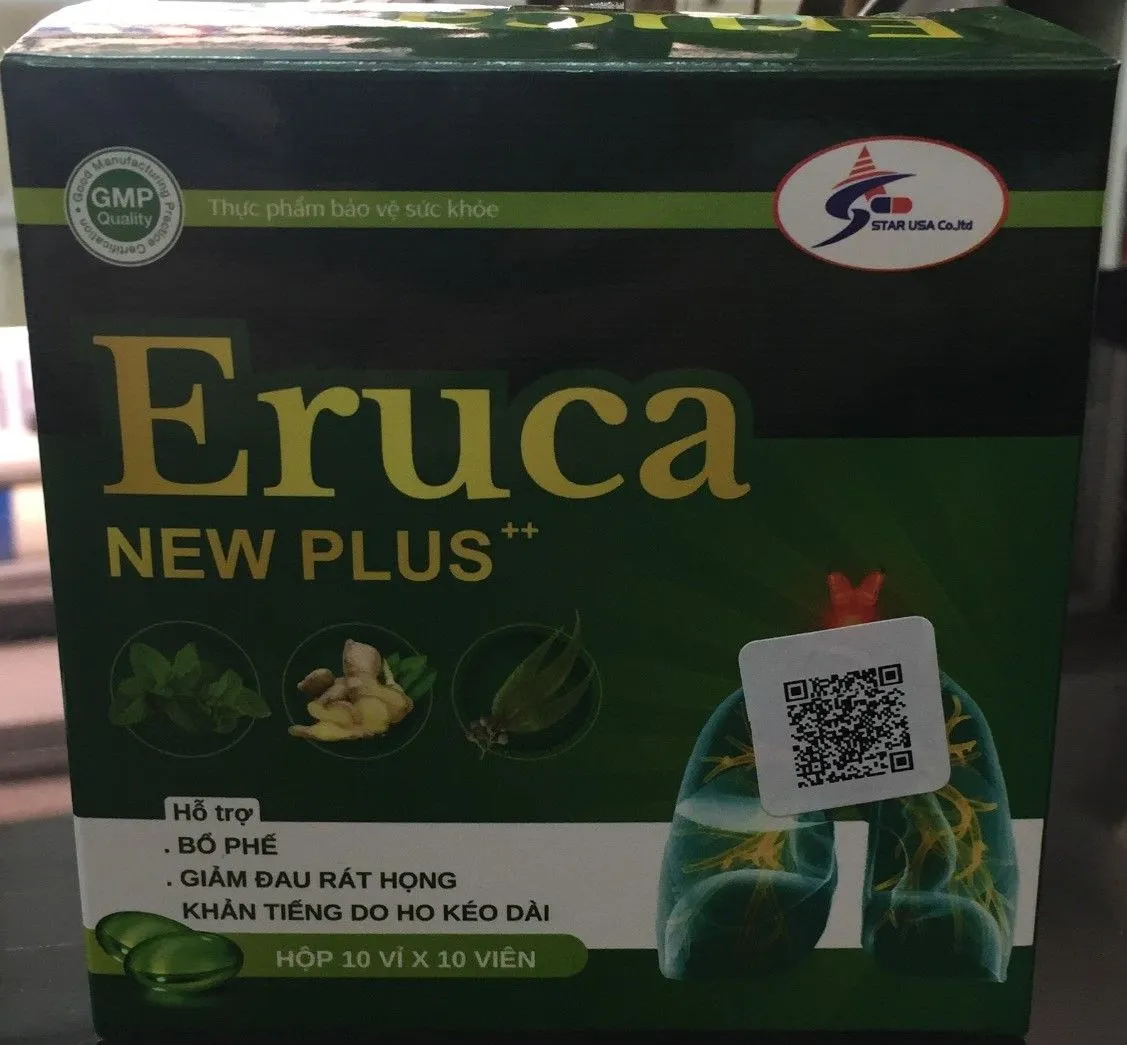 Eruca
Good Manufacturing Practice Certification
GMP
Quality
Thực phẩm bảo vệ sức khỏe
STAR USA Co.,ltd
Eruca
NEW PLUS++
Hỗ trợ
. BỔ PHẾ
. GIẢM ĐAU RÁT HỌNG
KHẢN TIẾNG DO HO KÉO DÀI
HỘP 10 VỈ X 10 VIÊN